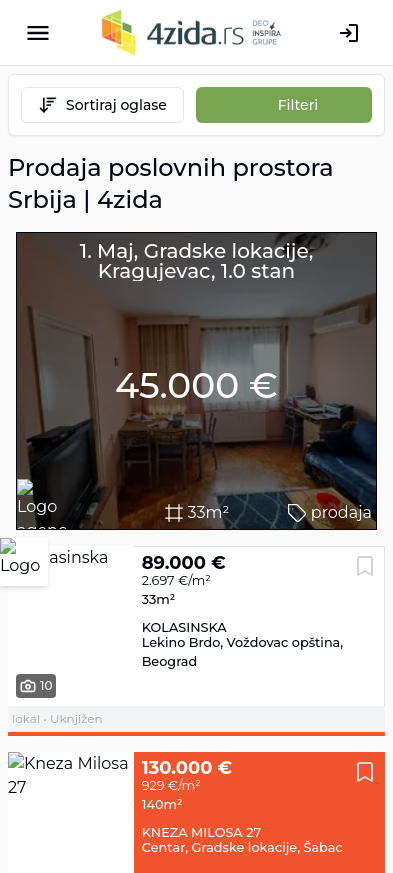 4zida.rs
DEO
INSPIRA
GRUPE
Sortiraj oglase
Filteri
Prodaja poslovnih prostora
Srbija | 4zida
1. Maj, Gradske lokacije,
Kragujevac, 1.0 stan
45.000 €
Logo
33m²
prodaja
Logo
asinska
89.000 €
2.697 €/m²
33m²
KOLASINSKA
Lekino Brdo, Voždovac opština,
Beograd
10
lokal • Uknjižen
Kneza Milosa
27
130.000 €
929 €/m²
140m²
KNEZA MILOSA 27
Centar, Gradske lokacije, Šabac